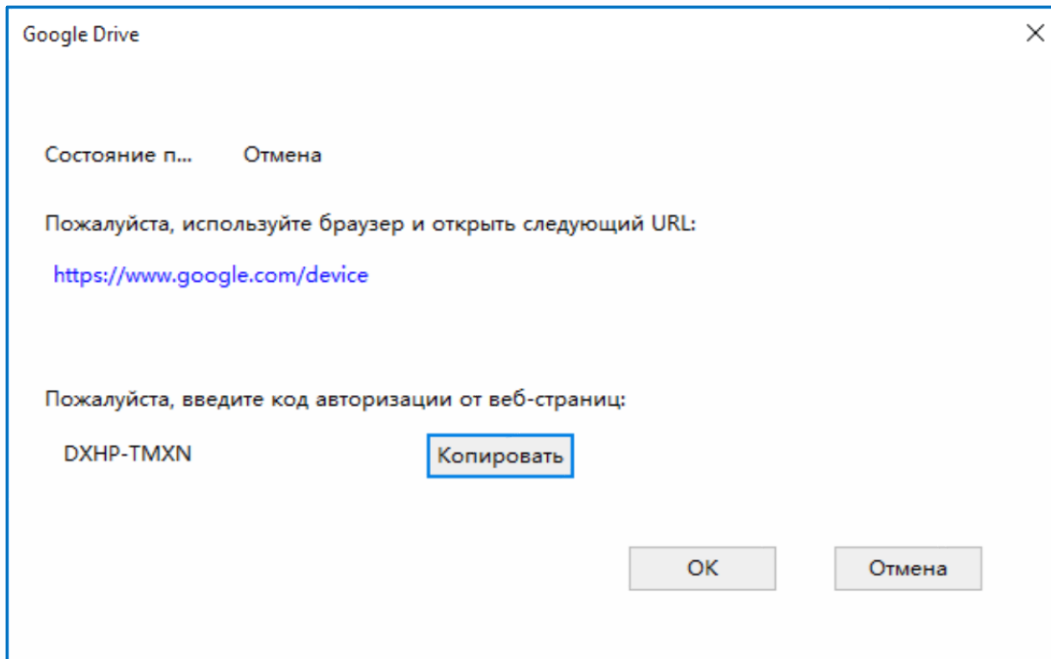 Google Drive
Состояние п... Отмена
Пожалуйста, используйте браузер и открыть следующий URL:
https://www.google.com/device
Пожалуйста, введите код авторизации от веб-страниц:
DXHP-TMXN Копировать
OK Отмена